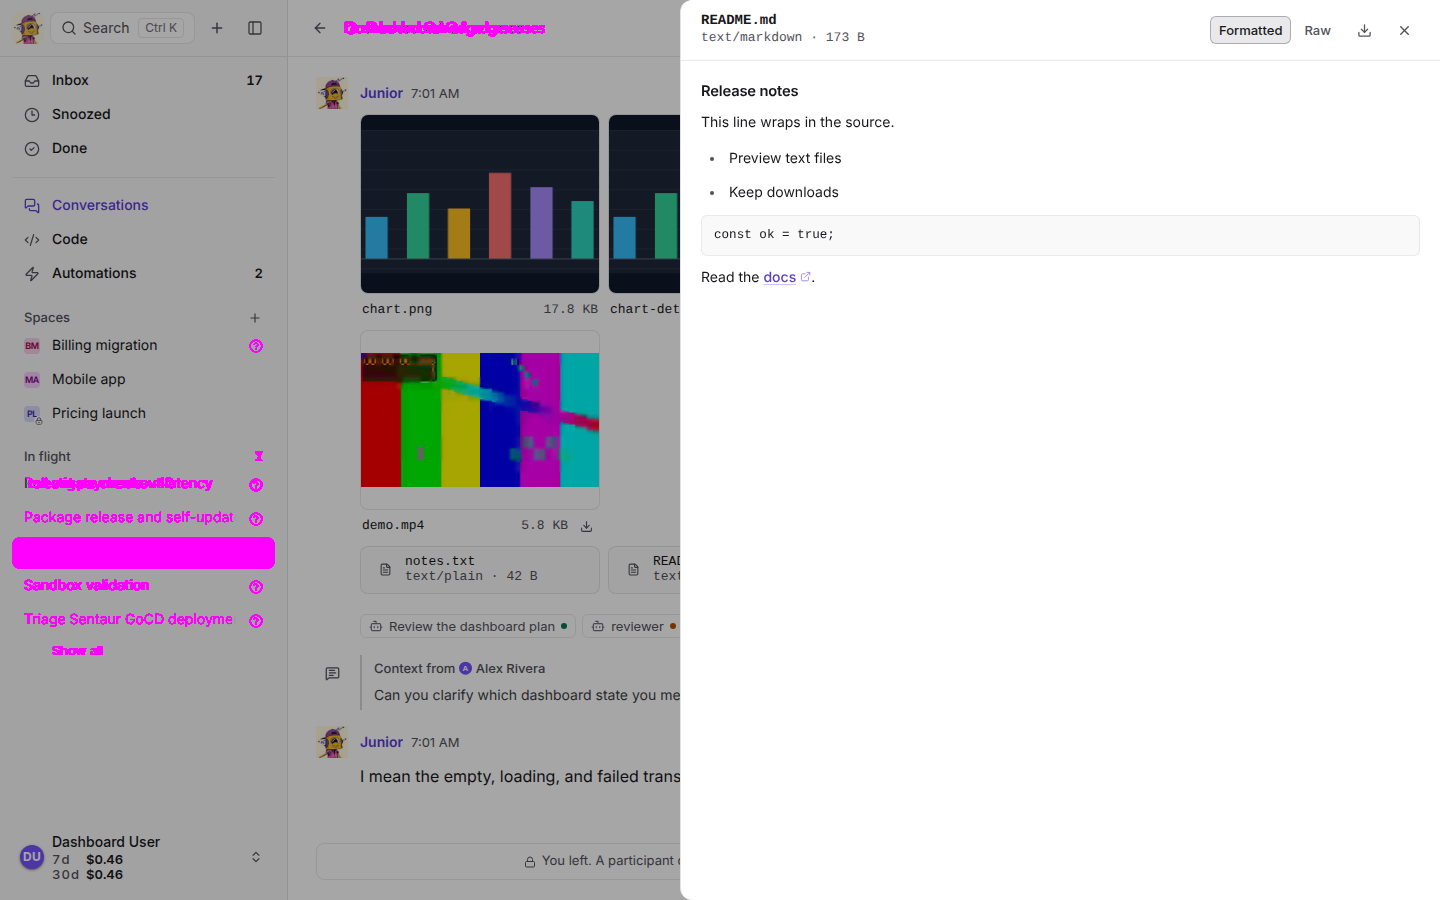 Search Ctrl K
Inbox 17
Snoozed
Done
Conversations
Code
Automations 2
Spaces
BM Billing migration
MA Mobile app
PL Pricing launch
In flight
Package release and self-updat
Sandbox validation
Triage Sentaur GoCD deployme
Show all
DU Dashboard User
7d $0.46
30d $0.46
Junior 7:01 AM
chart.png 17.8 KB
chart-det
demo.mp4 5.8 KB
notes.txt
text/plain · 42 B
READ
text
Review the dashboard plan
reviewer
Context from A Alex Rivera
Can you clarify which dashboard state you me
Junior 7:01 AM
I mean the empty, loading, and failed trans
You left. A participant
README.md
text/markdown · 173 B
Formatted Raw
Release notes
This line wraps in the source.
• Preview text files
• Keep downloads
const ok = true;
Read the docs.